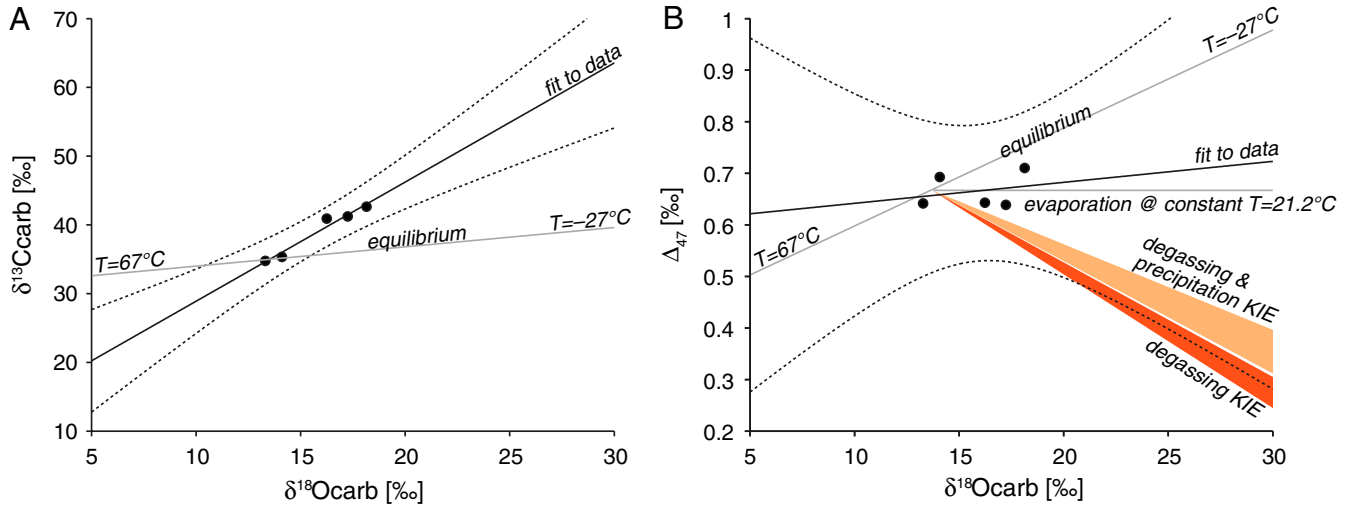 A
70
60
50
40
30
20
10
δ¹³Ccarb [‰]
fit to data
T=67°C
equilibrium
T=–27°C
5
10
15
20
25
30
δ¹⁸Ocarb [‰]
B
1
0.9
0.8
0.7
0.6
0.5
0.4
0.3
0.2
Δ₄₇ [‰]
T=–27°C
equilibrium
fit to data
evaporation @ constant T=21.2°C
T=67°C
degassing &
precipitation KIE
degassing KIE
5
10
15
20
25
30
δ¹⁸Ocarb [‰]